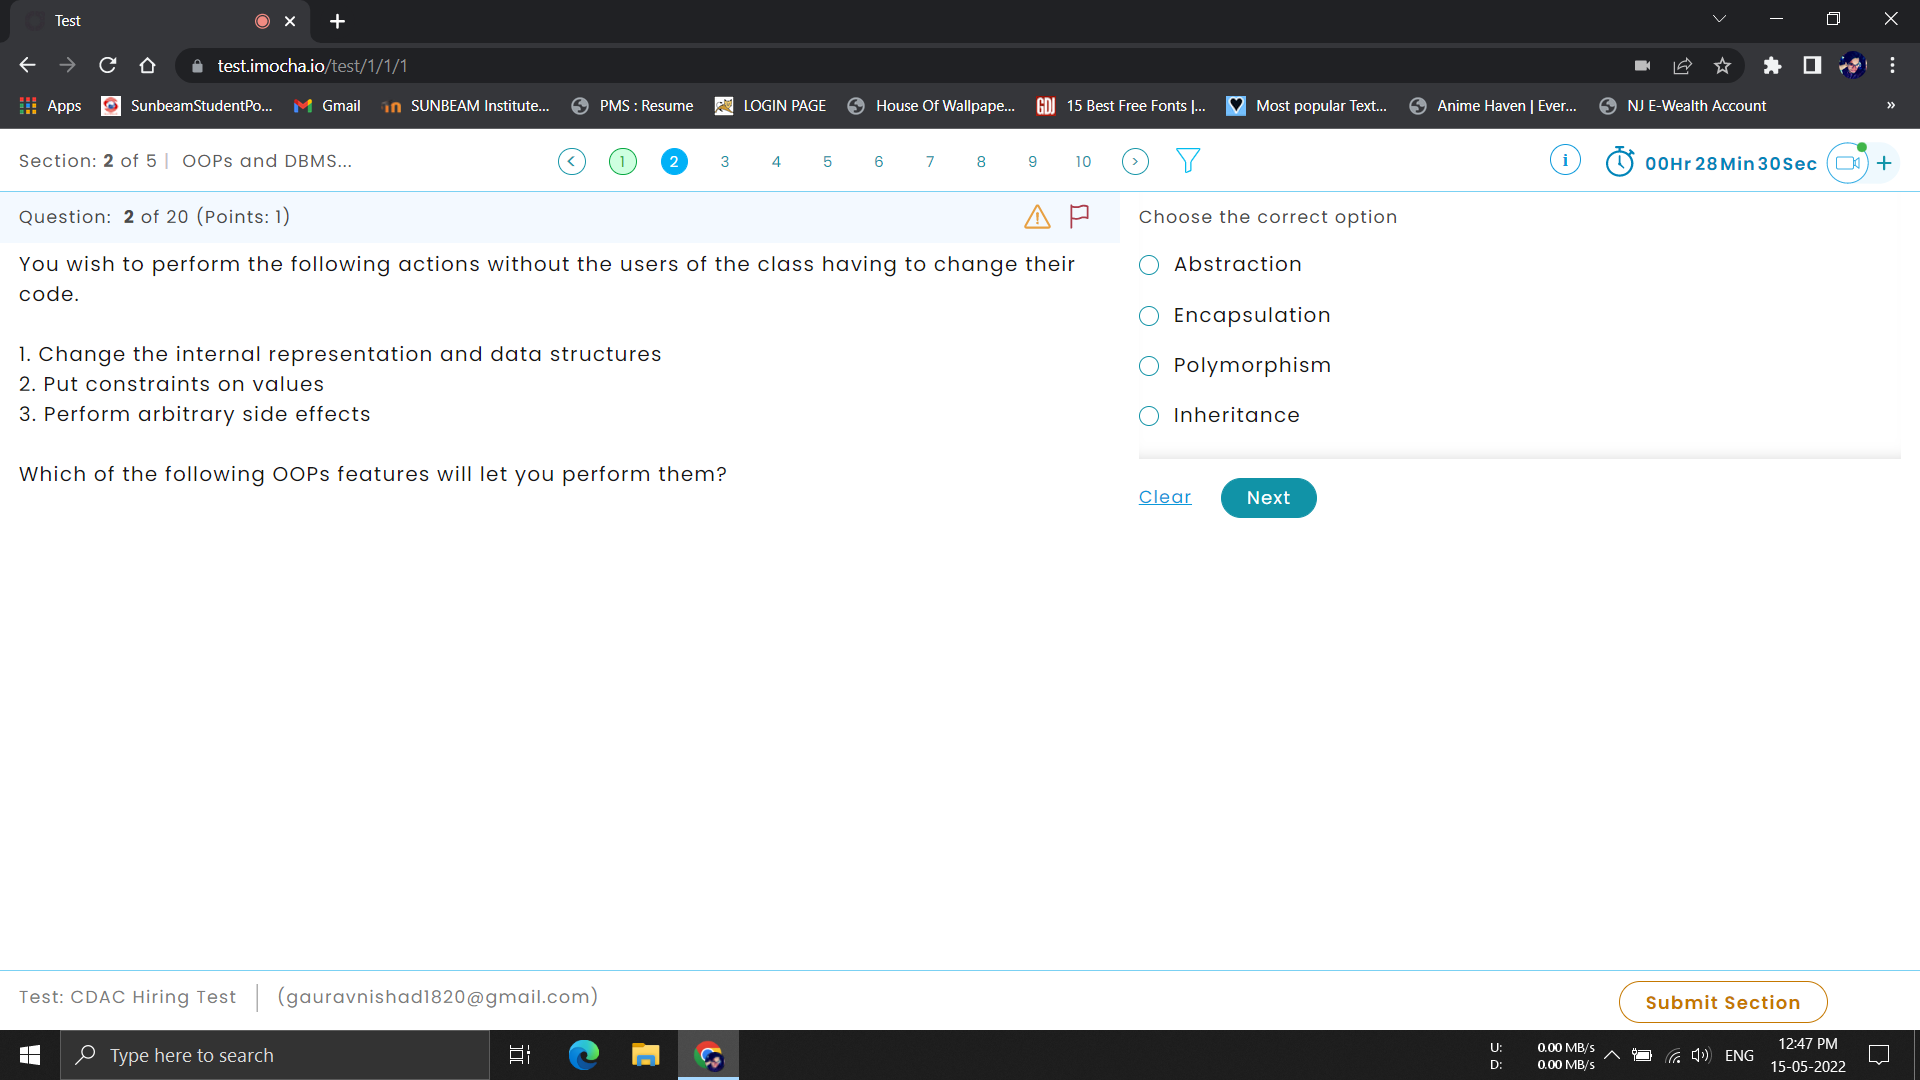 Test
test.imocha.io/test/1/1/1
Apps SunbeamStudentPo... Gmail SUNBEAM Institute... PMS : Resume LOGIN PAGE House Of Wallpape... GD! 15 Best Free Fonts |... Most popular Text... Anime Haven | Ever... NJ E-Wealth Account »
Section: 2 of 5 | OOPs and DBMS... < 1 2 3 4 5 6 7 8 9 10 > i 00Hr 28Min 30Sec +
Question: 2 of 20 (Points: 1)
You wish to perform the following actions without the users of the class having to change their
code.
1. Change the internal representation and data structures
2. Put constraints on values
3. Perform arbitrary side effects
Which of the following OOPs features will let you perform them?
Choose the correct option
Abstraction
Encapsulation
Polymorphism
Inheritance
Clear Next
Test: CDAC Hiring Test | (gauravnishad1820@gmail.com)
Submit Section
Type here to search
U: 0.00 MB/s
D: 0.00 MB/s
ENG
12:47 PM
15-05-2022